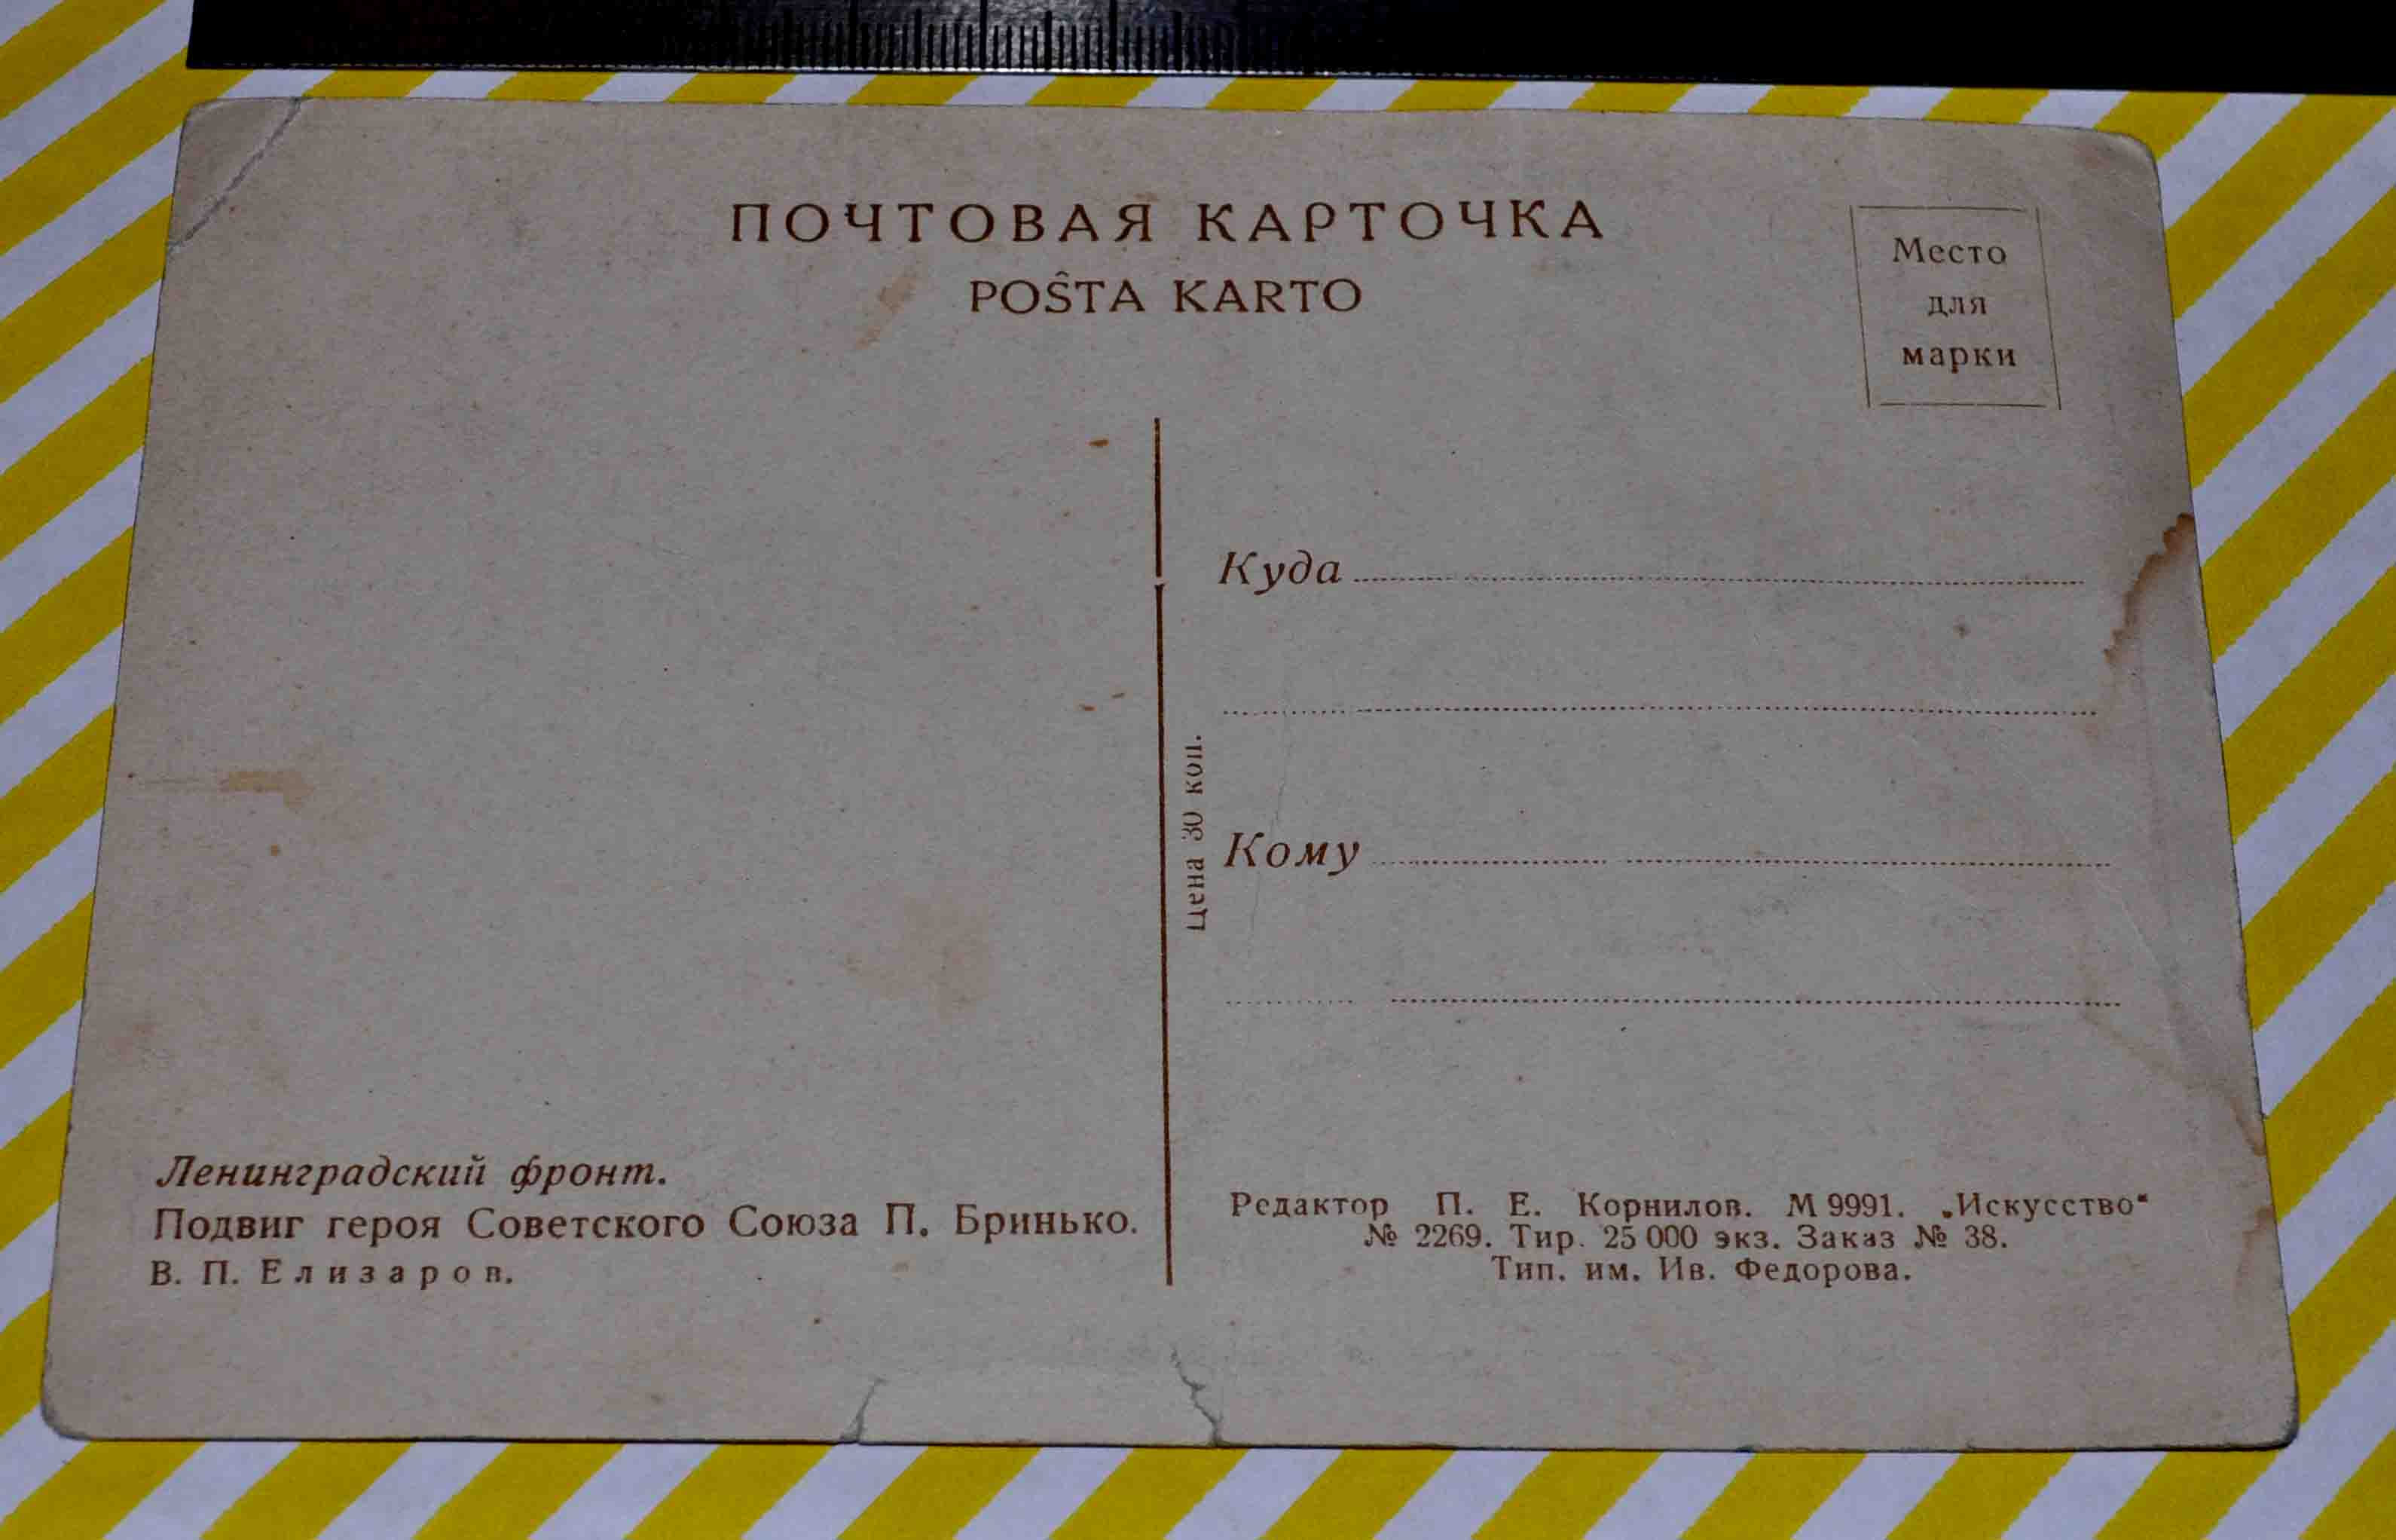 ПОЧТОВАЯ КАРТОЧКА
POŜTA KARTO
Место
для
марки
Куда
Цена 30 коп.
Кому
Ленинградский фронт.
Подвиг героя Советского Союза П. Бринько.
В. П. Елизаров.
Редактор П. Е. Корнилов. М 9991. „Искусство“
№ 2269. Тир. 25 000 экз. Заказ № 38.
Тип. им. Ив. Федорова.